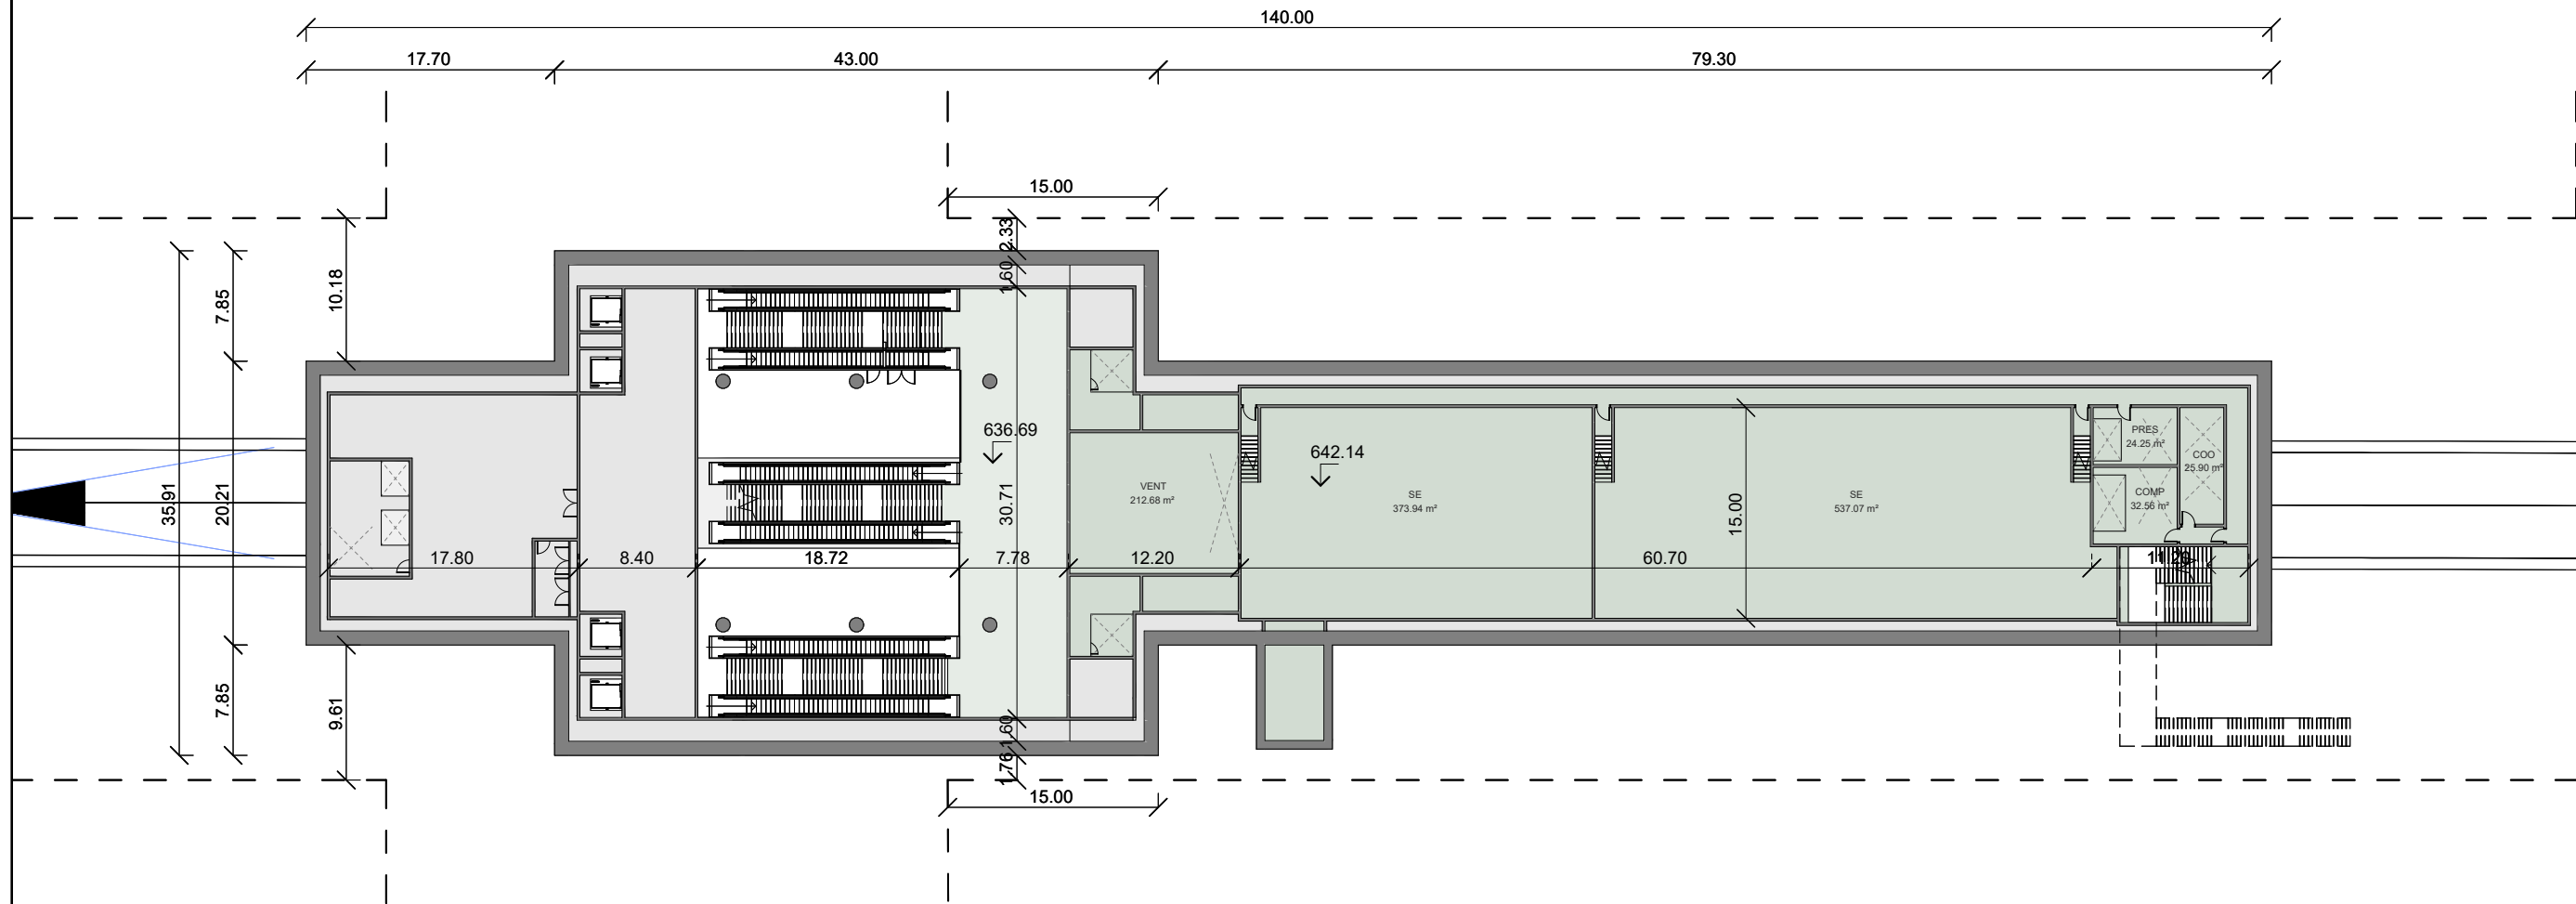 140.00
17.70
43.00
79.30
15.00
2.33
1.60
10.18
7.85
636.69
642.14
PRES
24.25 m²
COO
25.90 m²
VENT
212.68 m²
SE
373.94 m²
SE
537.07 m²
COMP
32.56 m²
35.91
20.21
30.71
15.00
17.80
8.40
18.72
7.78
12.20
60.70
11.20
7.85
9.61
1.60
1.76
15.00